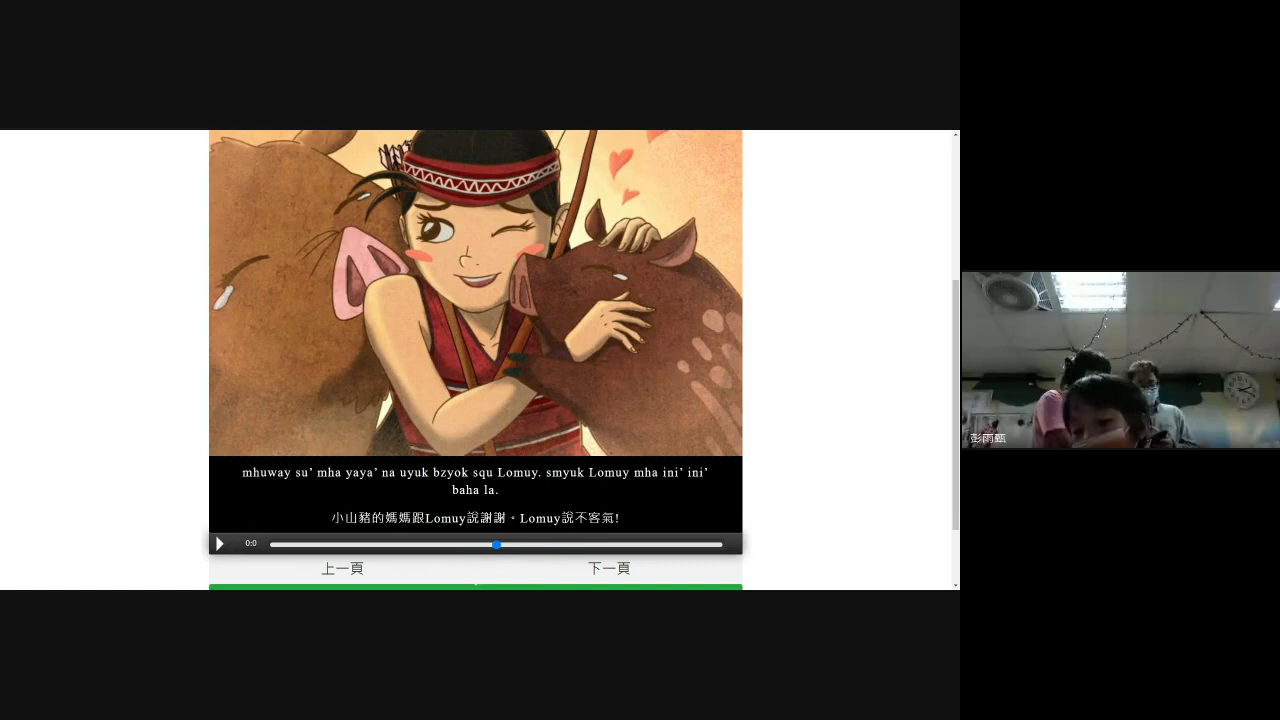 mhuway su’ mha yaya’ na uyuk bzyok squ Lomuy. smyuk Lomuy mha ini’ ini’
baha la.
小山豬的媽媽跟Lomuy說謝謝。Lomuy說不客氣!
0:0
上一頁 下一頁
彭雨甄